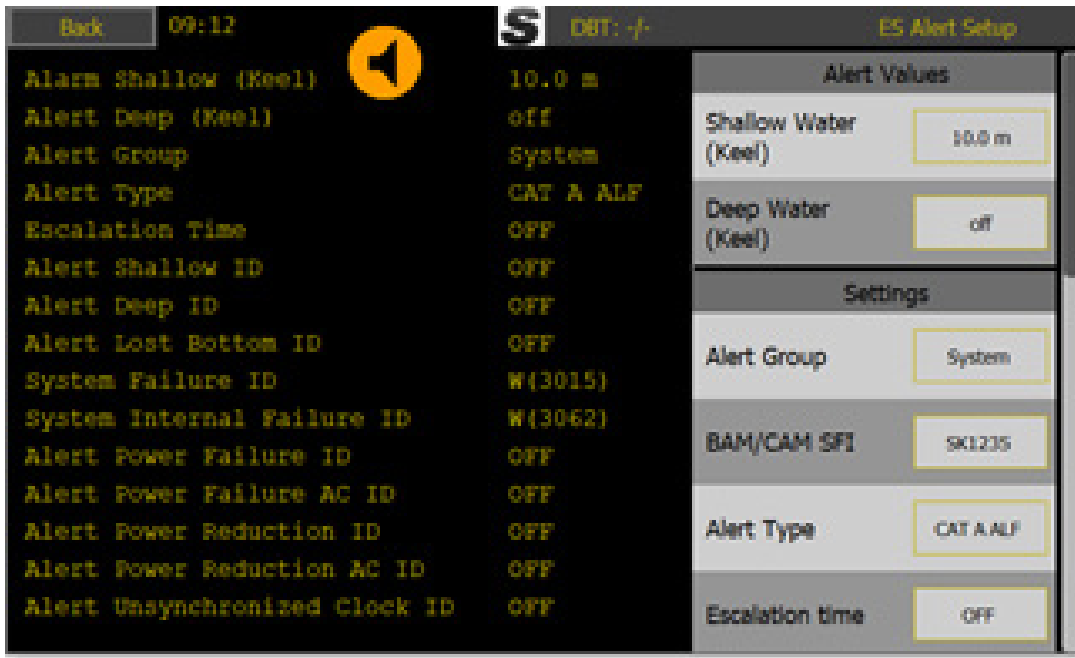 Back 09:12 S DBT: -/- ES Alert Setup
Alarm Shallow (Keel) 10.0 m
Alert Deep (Keel) off
Alert Group System
Alert Type CAT A ALF
Escalation Time OFF
Alert Shallow ID OFF
Alert Deep ID OFF
Alert Lost Bottom ID OFF
System Failure ID W(3015)
System Internal Failure ID W(3062)
Alert Power Failure ID OFF
Alert Power Failure AC ID OFF
Alert Power Reduction ID OFF
Alert Power Reduction AC ID OFF
Alert Unsynchronized Clock ID OFF
Alert Values
Shallow Water
(Keel) 10.0 m
Deep Water
(Keel) off
Settings
Alert Group System
BAM/CAM SFI SK1235
Alert Type CAT A ALF
Escalation time OFF